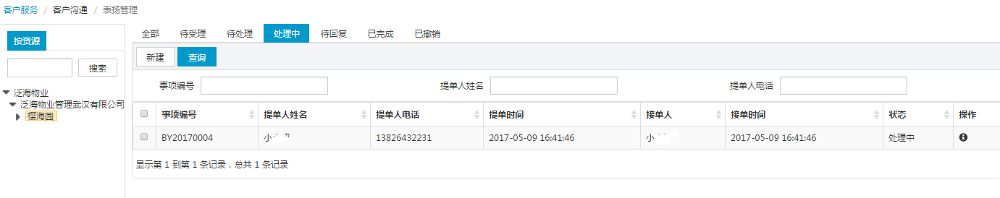 客户服务 / 客户沟通 / 表扬管理
按资源
搜索
泛海物业
泛海物业管理武汉有限公司
樱海园
全部 待受理 待处理 处理中 待回复 已完成 已撤销
新建 查询
事项编号 提单人姓名 提单人电话
事项编号 提单人姓名 提单人电话 提单时间 接单人 接单时间 状态 操作
BY20170004 小 13826432231 2017-05-09 16:41:46 小 2017-05-09 16:41:46 处理中
显示第 1 到第 1 条记录，总共 1 条记录